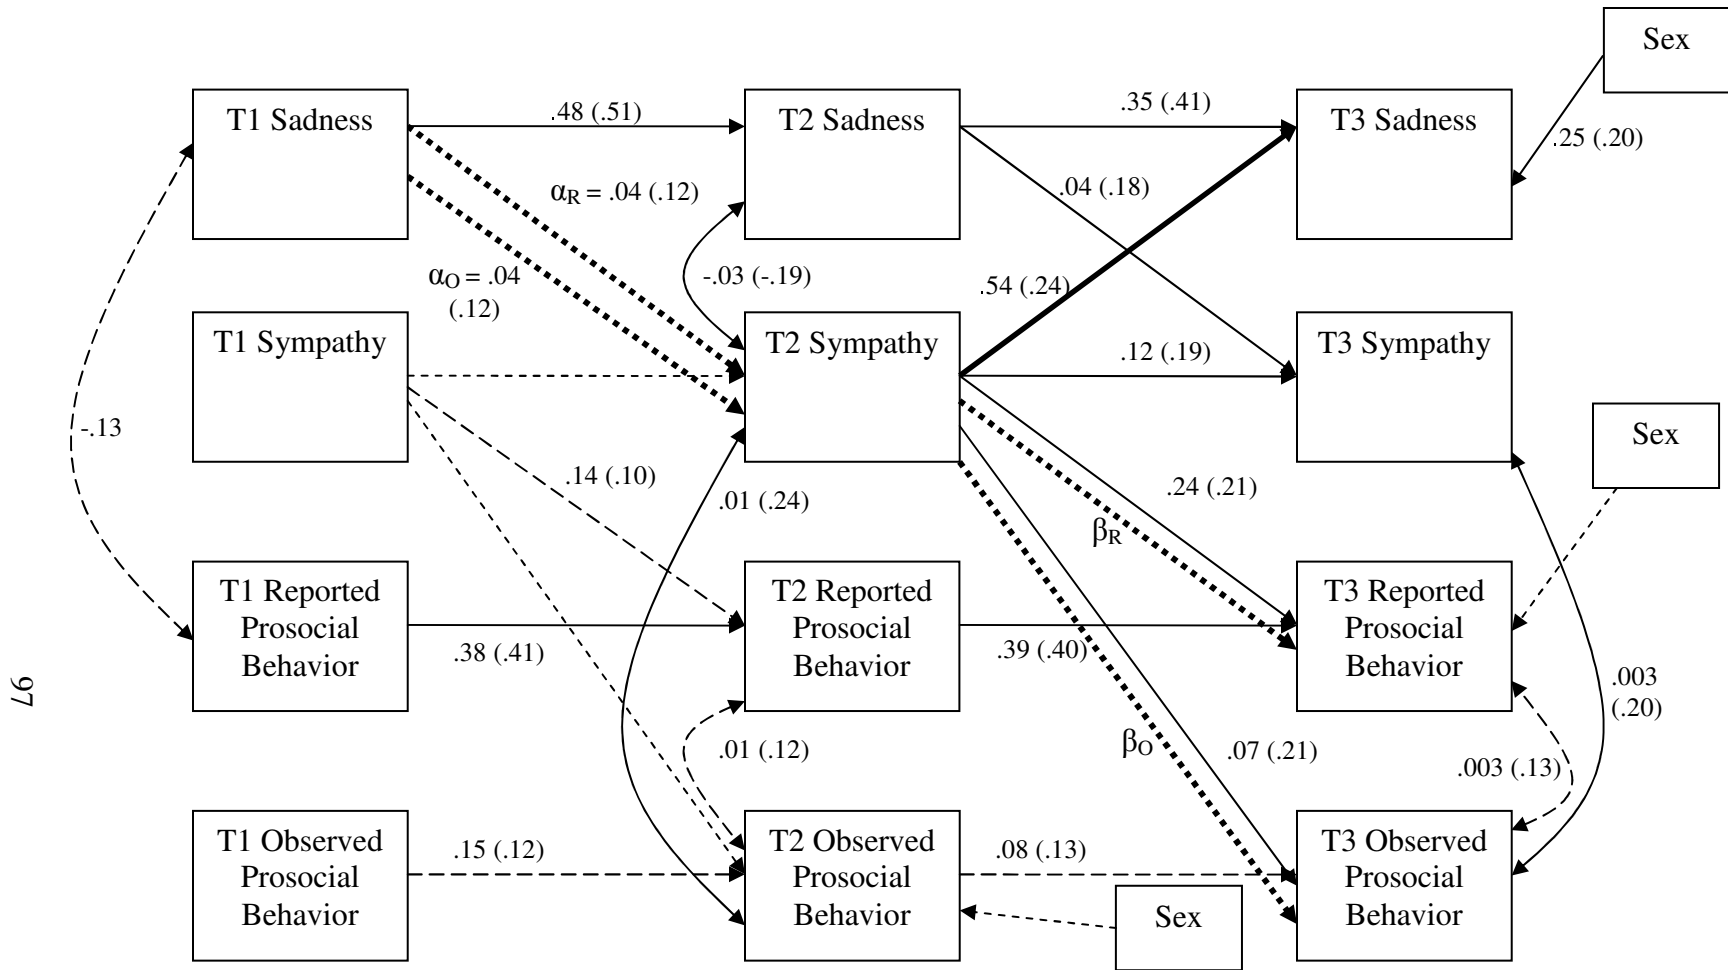 Sex
T1 Sadness
.48 (.51)
T2 Sadness
.35 (.41)
T3 Sadness
.25 (.20)
αR = .04 (.12)
.04 (.18)
αO = .04
(.12)
-.03 (-.19)
.54 (.24)
T1 Sympathy
T2 Sympathy
.12 (.19)
T3 Sympathy
-.13
Sex
.14 (.10)
.01 (.24)
.24 (.21)
βR
T1 Reported
Prosocial
Behavior
.38 (.41)
T2 Reported
Prosocial
Behavior
.39 (.40)
T3 Reported
Prosocial
Behavior
.003
(.20)
97
.01 (.12)
βO
.07 (.21)
.003 (.13)
T1 Observed
Prosocial
Behavior
.15 (.12)
T2 Observed
Prosocial
Behavior
.08 (.13)
Sex
T3 Observed
Prosocial
Behavior